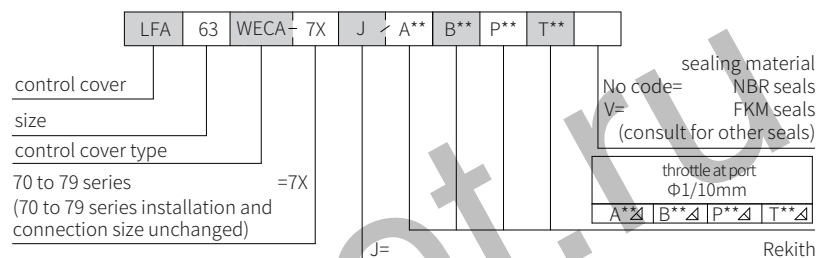 LFA 63 WECA - 7X J / A** B** P** T**
control cover
size
control cover type
70 to 79 series =7X
(70 to 79 series installation and
connection size unchanged)
sealing material
No code= NBR seals
V= FKM seals
(consult for other seals)
throttle at port
Φ1/10mm
A** B** P** T**
J= Rekith
ot.ru